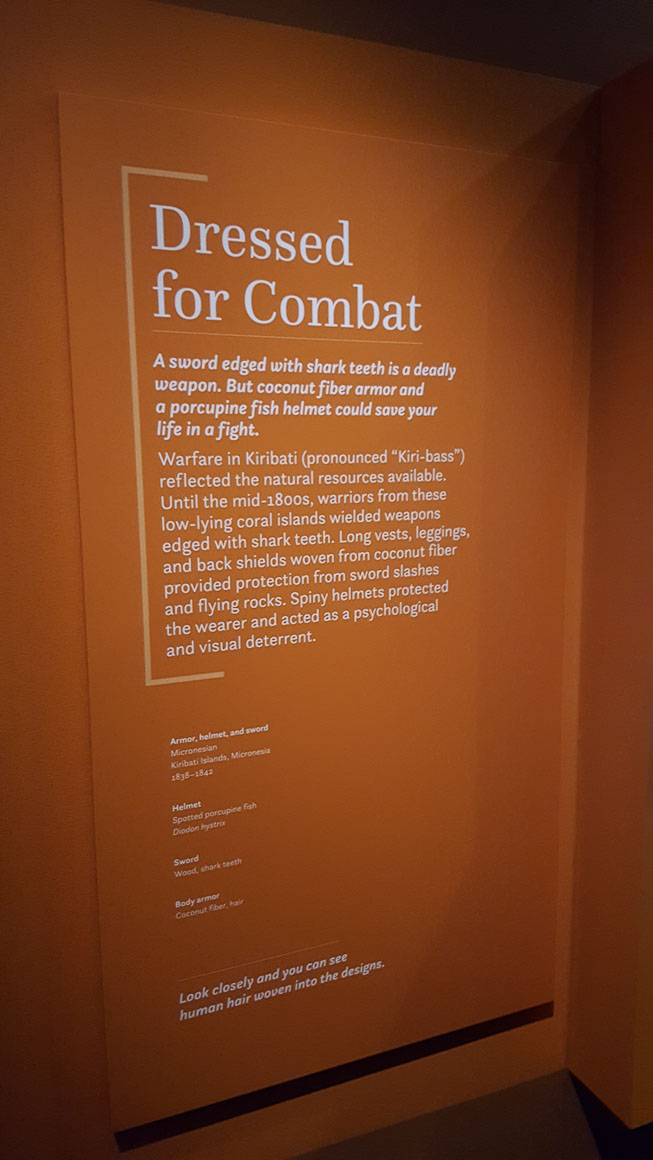 Dressed
for Combat
A sword edged with shark teeth is a deadly
weapon. But coconut fiber armor and
a porcupine fish helmet could save your
life in a fight.
Warfare in Kiribati (pronounced “Kiri-bass”)
reflected the natural resources available.
Until the mid-1800s, warriors from these
low-lying coral islands wielded weapons
edged with shark teeth. Long vests, leggings,
and back shields woven from coconut fiber
provided protection from sword slashes
and flying rocks. Spiny helmets protected
the wearer and acted as a psychological
and visual deterrent.
Armor, helmet, and sword
Micronesian
Kiribati Islands, Micronesia
1838–1842
Helmet
Spotted porcupine fish
Diodon hystrix
Sword
Wood, shark teeth
Body armor
Coconut fiber, hair
Look closely and you can see
human hair woven into the designs.